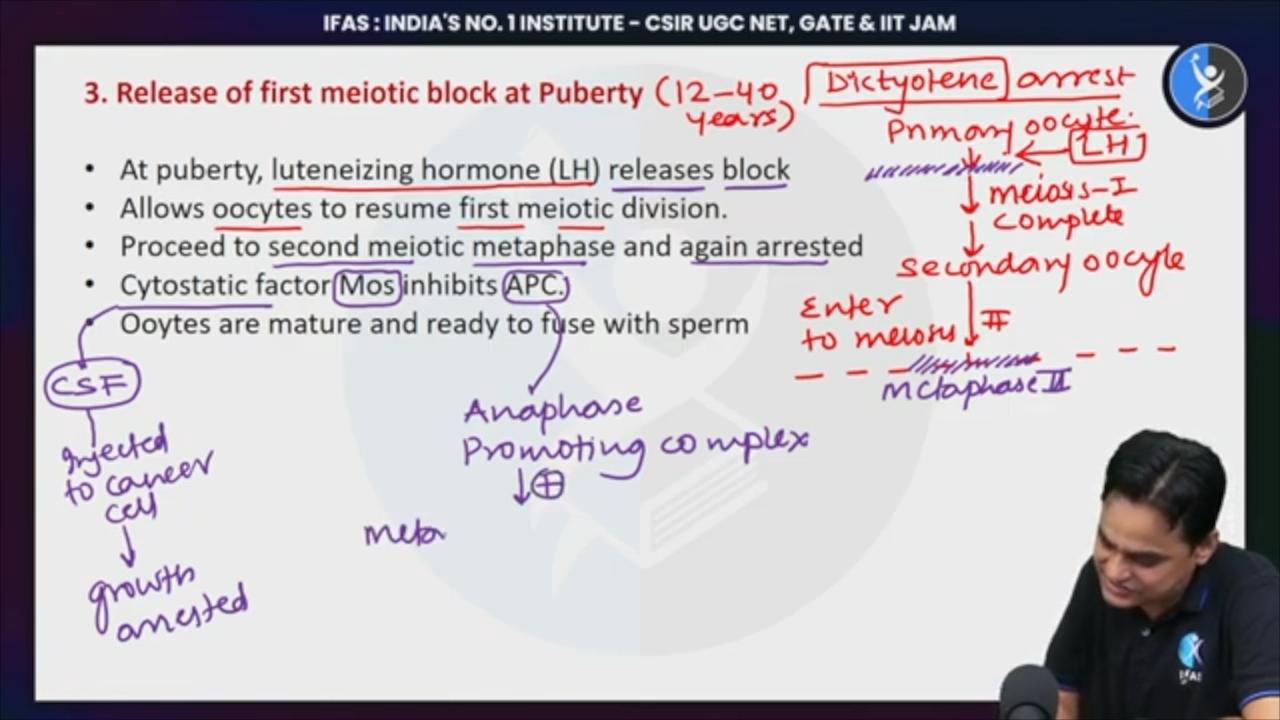 IFAS : INDIA'S NO. 1 INSTITUTE – CSIR UGC NET, GATE & IIT JAM
3. Release of first meiotic block at Puberty (12-40 years)
• At puberty, luteneizing hormone (LH) releases block
• Allows oocytes to resume first meiotic division.
• Proceed to second meiotic metaphase and again arrested
• Cytostatic factor Mos inhibits APC.
• Ooytes are mature and ready to fuse with sperm
Dictyotene arrest
Primary oocyte.
LH
meiosis-I
complete
secondary oocyte
Enter
to meiosis II
metaphase II
CSF
Injected
to cancer
cell
growth
arrested
Anaphase
Promoting complex
+
meta
IFAS